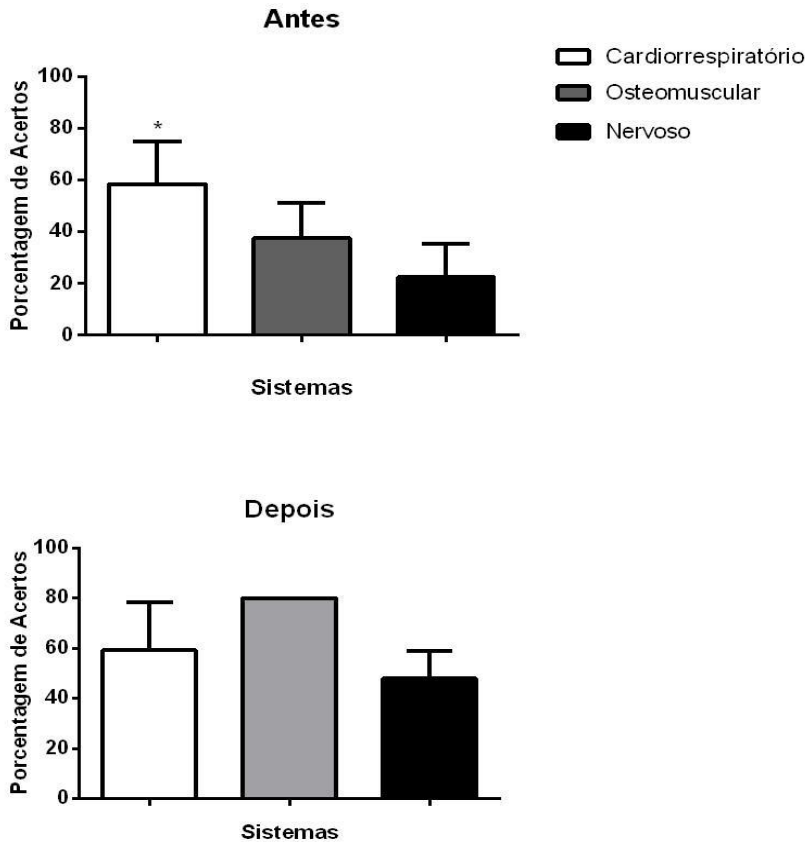 Antes
Cardiorrespiratório
Osteomuscular
Nervoso
Porcentagem de Acertos
100
80
60
40
20
0
*
Sistemas
Depois
Porcentagem de Acertos
100
80
60
40
20
0
Sistemas